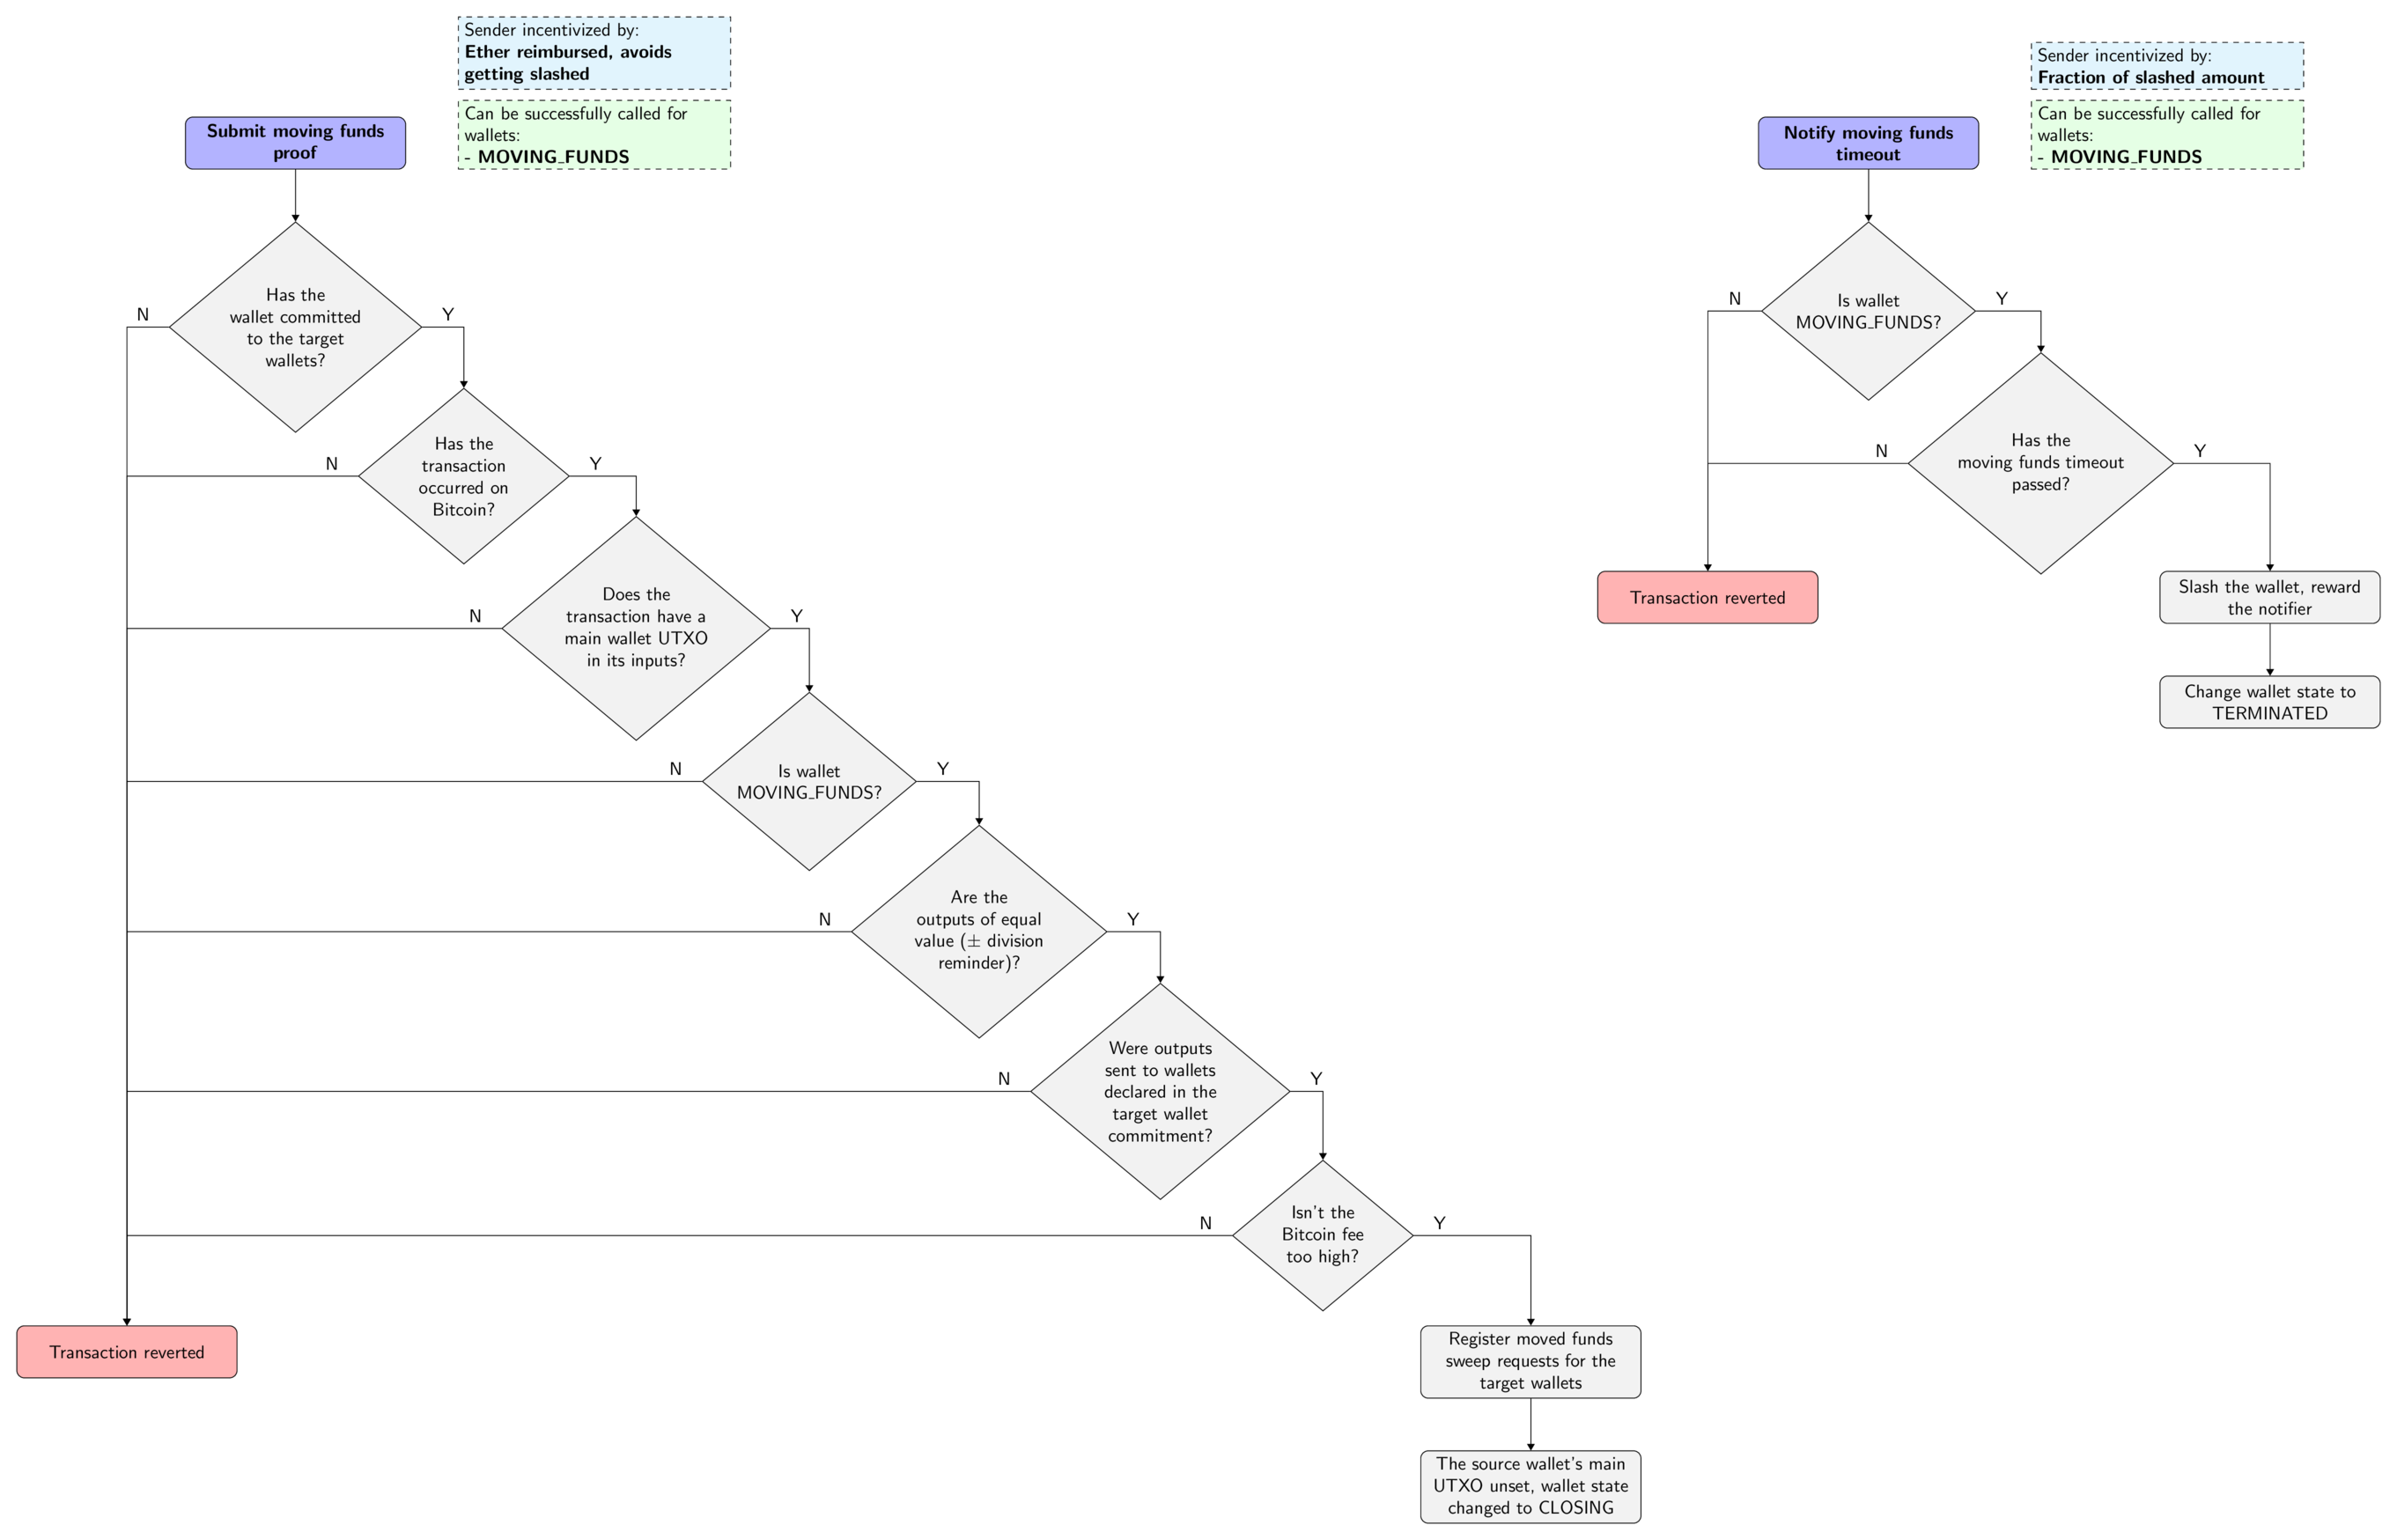 Sender incentivized by:
Ether reimbursed, avoids
getting slashed
Can be successfully called for
wallets:
- MOVING_FUNDS
Submit moving funds
proof
Has the
wallet committed
to the target
wallets?
N
Y
Has the
transaction
occurred on
Bitcoin?
N
Y
Does the
transaction have a
main wallet UTXO
in its inputs?
N
Y
Is wallet
MOVING_FUNDS?
N
Y
Are the
outputs of equal
value (± division
reminder)?
N
Y
Were outputs
sent to wallets
declared in the
target wallet
commitment?
N
Y
Isn't the
Bitcoin fee
too high?
N
Y
Transaction reverted
Register moved funds
sweep requests for the
target wallets
The source wallet's main
UTXO unset, wallet state
changed to CLOSING
Sender incentivized by:
Fraction of slashed amount
Can be successfully called for
wallets:
- MOVING_FUNDS
Notify moving funds
timeout
Is wallet
MOVING_FUNDS?
N
Y
Has the
moving funds timeout
passed?
N
Y
Transaction reverted
Slash the wallet, reward
the notifier
Change wallet state to
TERMINATED